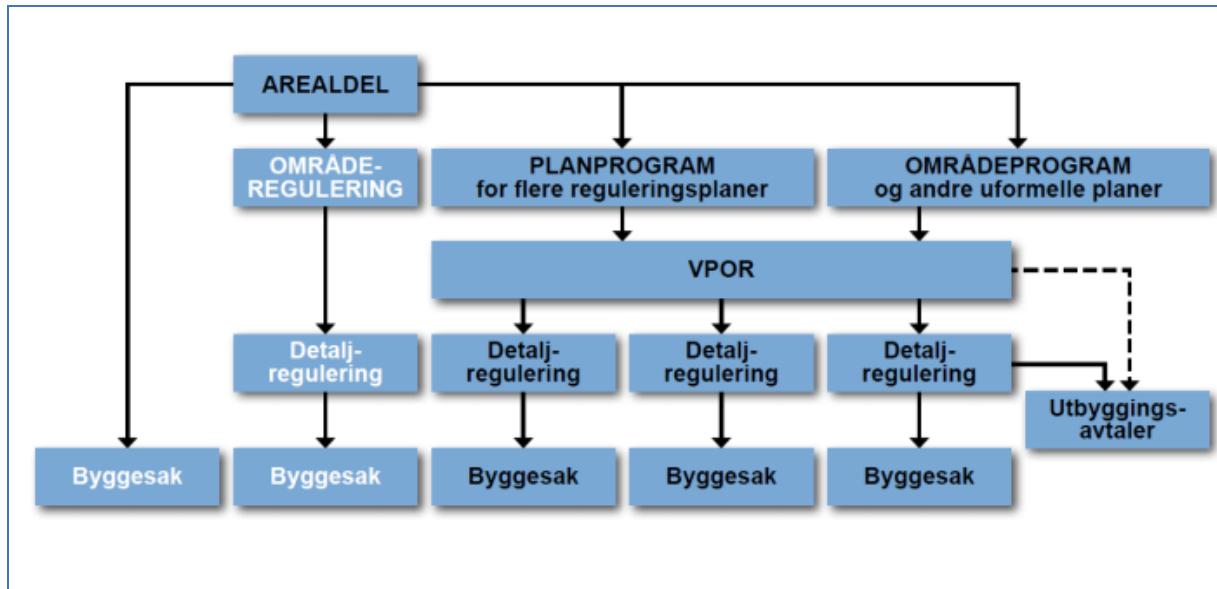 AREALDEL
OMRÅDE-
REGULERING
PLANPROGRAM
for flere reguleringsplaner
OMRÅDEPROGRAM
og andre uformelle planer
VPOR
Detalj-
regulering
Detalj-
regulering
Detalj-
regulering
Detalj-
regulering
Utbyggings-
avtaler
Byggesak
Byggesak
Byggesak
Byggesak
Byggesak